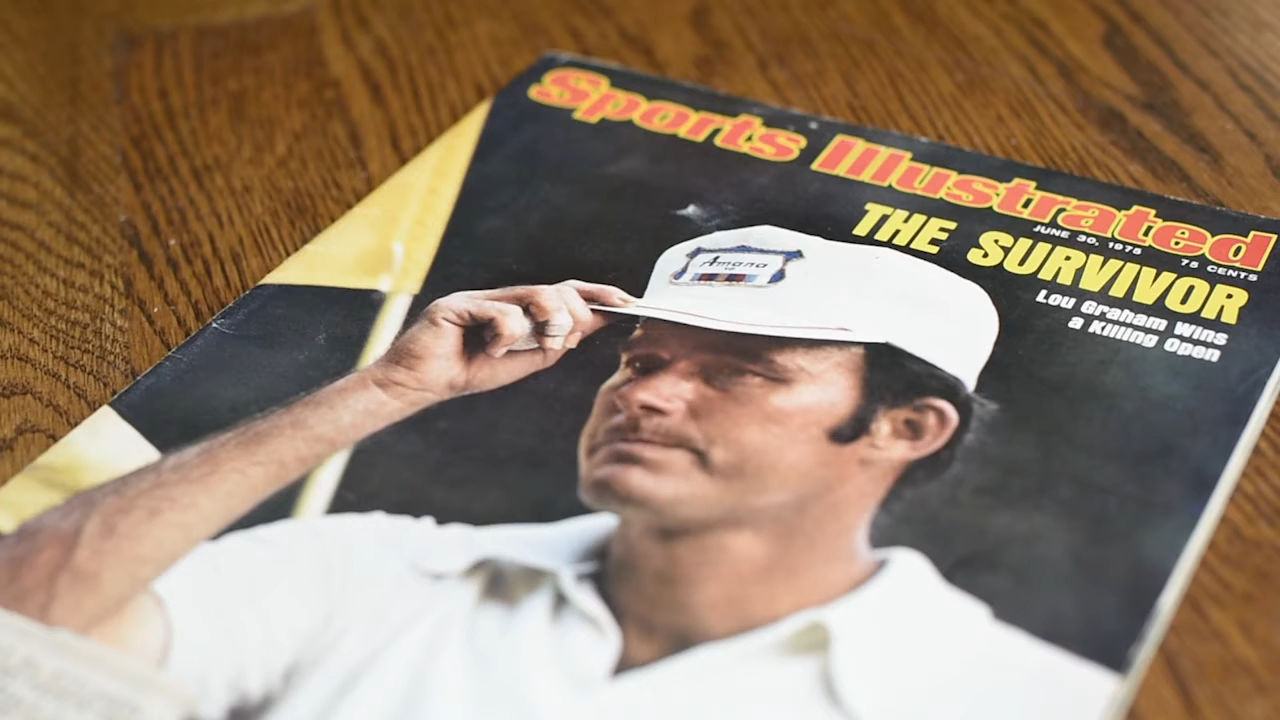 Sports Illustrated
JUNE 30, 1975 75 CENTS
THE SURVIVOR
Lou Graham Wins
a Killing Open
Amana